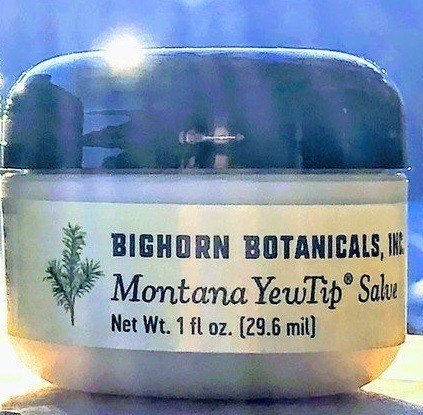 BIGHORN BOTANICALS, INC.
Montana YewTip® Salve
Net Wt. 1 fl oz. (29.6 mil)